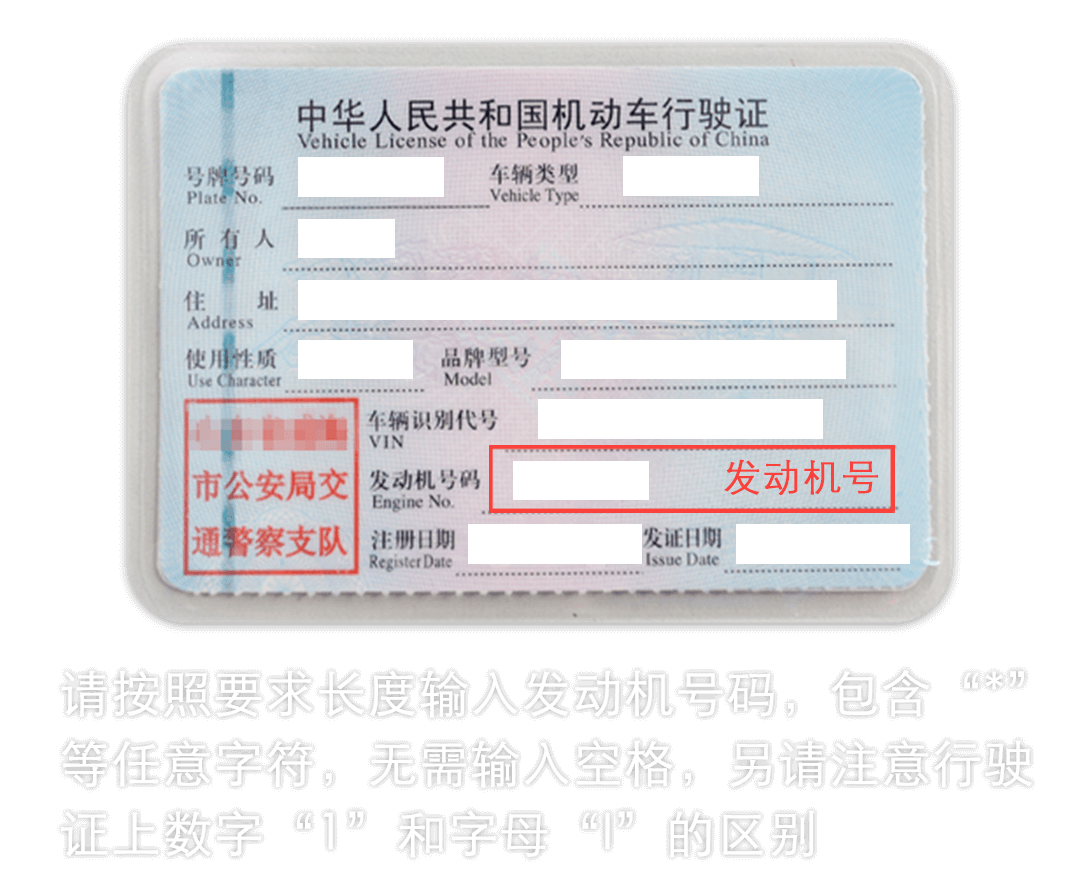 中华人民共和国机动车行驶证
Vehicle License of the People's Republic of China
号牌号码 车辆类型
Plate No. Vehicle Type
所有人
Owner
住址
Address
使用性质 品牌型号
Use Character Model
车辆识别代号
VIN
市公安局交
通警察支队
发动机号码 发动机号
Engine No.
注册日期 发证日期
Register Date Issue Date
请按照要求长度输入发动机号码，包含“*”
等任意字符，无需输入空格，另请注意行驶
证上数字“1”和字母“I”的区别